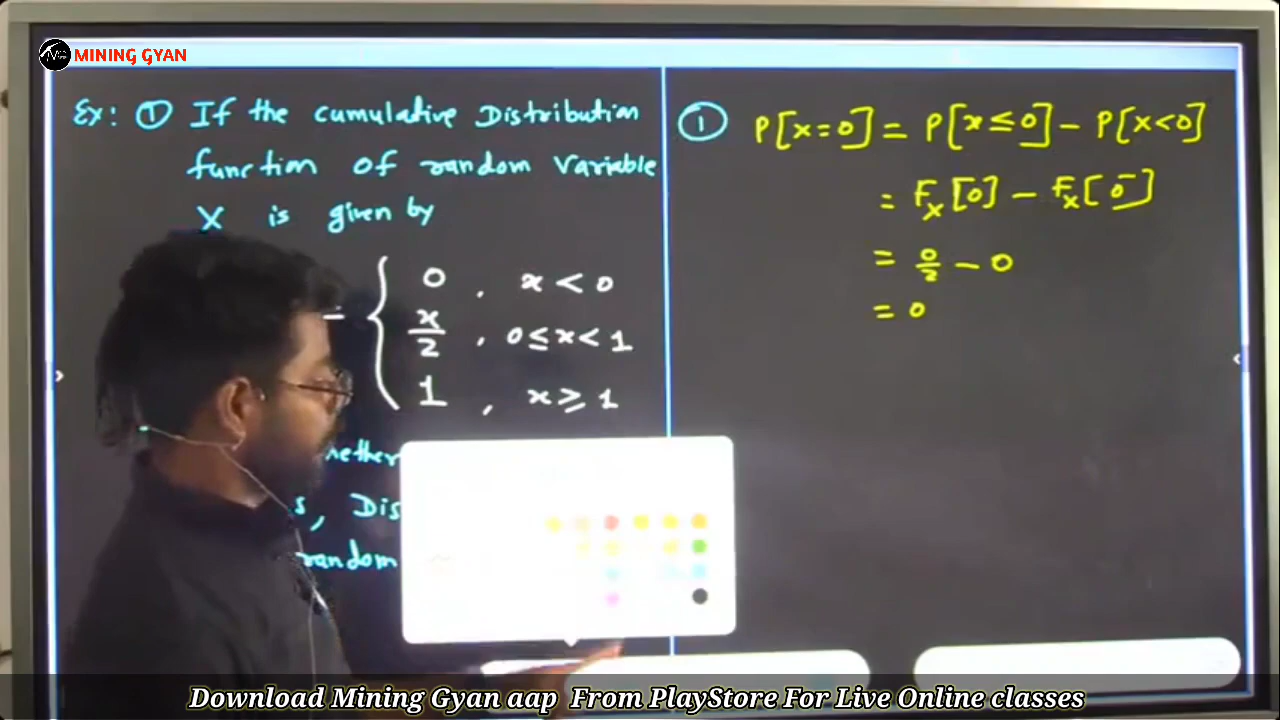 MINING GYAN
Ex: ① If the cumulative Distribution
function of random Variable
X is given by
= { 0 , x < 0
x/2 , 0 ≤ x < 1
1 , x ≥ 1
random
① P[x=0] = P[x≤0] - P[x<0]
= Fx[0] - Fx[0⁻]
= 0/2 - 0
= 0
Download Mining Gyan aap From PlayStore For Live Online classes